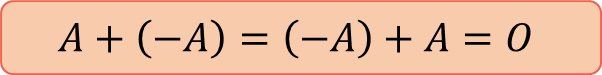 A + (−A) = (−A) + A = O